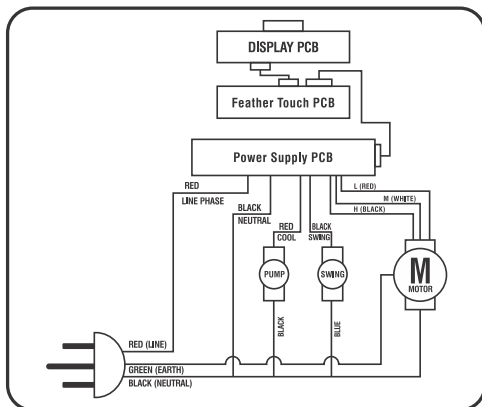 DISPLAY PCB
Feather Touch PCB
Power Supply PCB
RED
LINE PHASE
BLACK
NEUTRAL
RED
COOL
BLACK
SWING
L (RED)
M (WHITE)
H (BLACK)
PUMP
SWING
M
MOTOR
BLACK
BLUE
RED (LINE)
GREEN (EARTH)
BLACK (NEUTRAL)